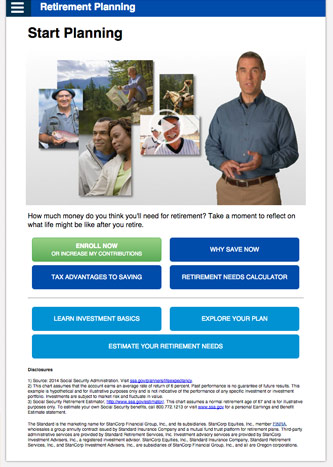 Retirement Planning
Start Planning
How much money do you think you'll need for retirement? Take a moment to reflect on
what life might be like after you retire.
ENROLL NOW
OR INCREASE MY CONTRIBUTIONS
WHY SAVE NOW
TAX ADVANTAGES TO SAVING
RETIREMENT NEEDS CALCULATOR
LEARN INVESTMENT BASICS
EXPLORE YOUR PLAN
ESTIMATE YOUR RETIREMENT NEEDS
Disclosures
1) Source: 2014 Social Security Administration. Visit ssa.gov/planners/lifeexpectancy.
2) This chart assumes that the account earns an average rate of return of 6 percent. Past performance is no guarantee of future results. The
example is hypothetical and for illustrative purposes only and is not indicative of the performance of any specific investment or investment
portfolio. Investments are subject to market risk and fluctuate in value.
3) Social Security Retirement Estimator, http://www.ssa.gov/estimator/. This chart assumes a normal retirement age of 67 and is for illustrative
purposes only. To estimate your own Social Security benefits, call 800.772.1213 or visit www.ssa.gov for a personal Earnings and Benefit
Estimate statement.
The Standard is the marketing name for StanCorp Financial Group, Inc., and its subsidiaries. StanCorp Equities, Inc., member FINRA,
wholesales a group annuity contract issued by Standard Insurance Company and a mutual fund trust platform for retirement plans. Third-party
administrative services are provided by Standard Retirement Services, Inc. Investment advisory services are provided by StanCorp
Investment Advisers, Inc., a registered investment advisor. StanCorp Equities, Inc., Standard Insurance Company, Standard Retirement
Services, Inc., and StanCorp Investment Advisers, Inc., are subsidiaries of StanCorp Financial Group, Inc., and all are Oregon corporations.